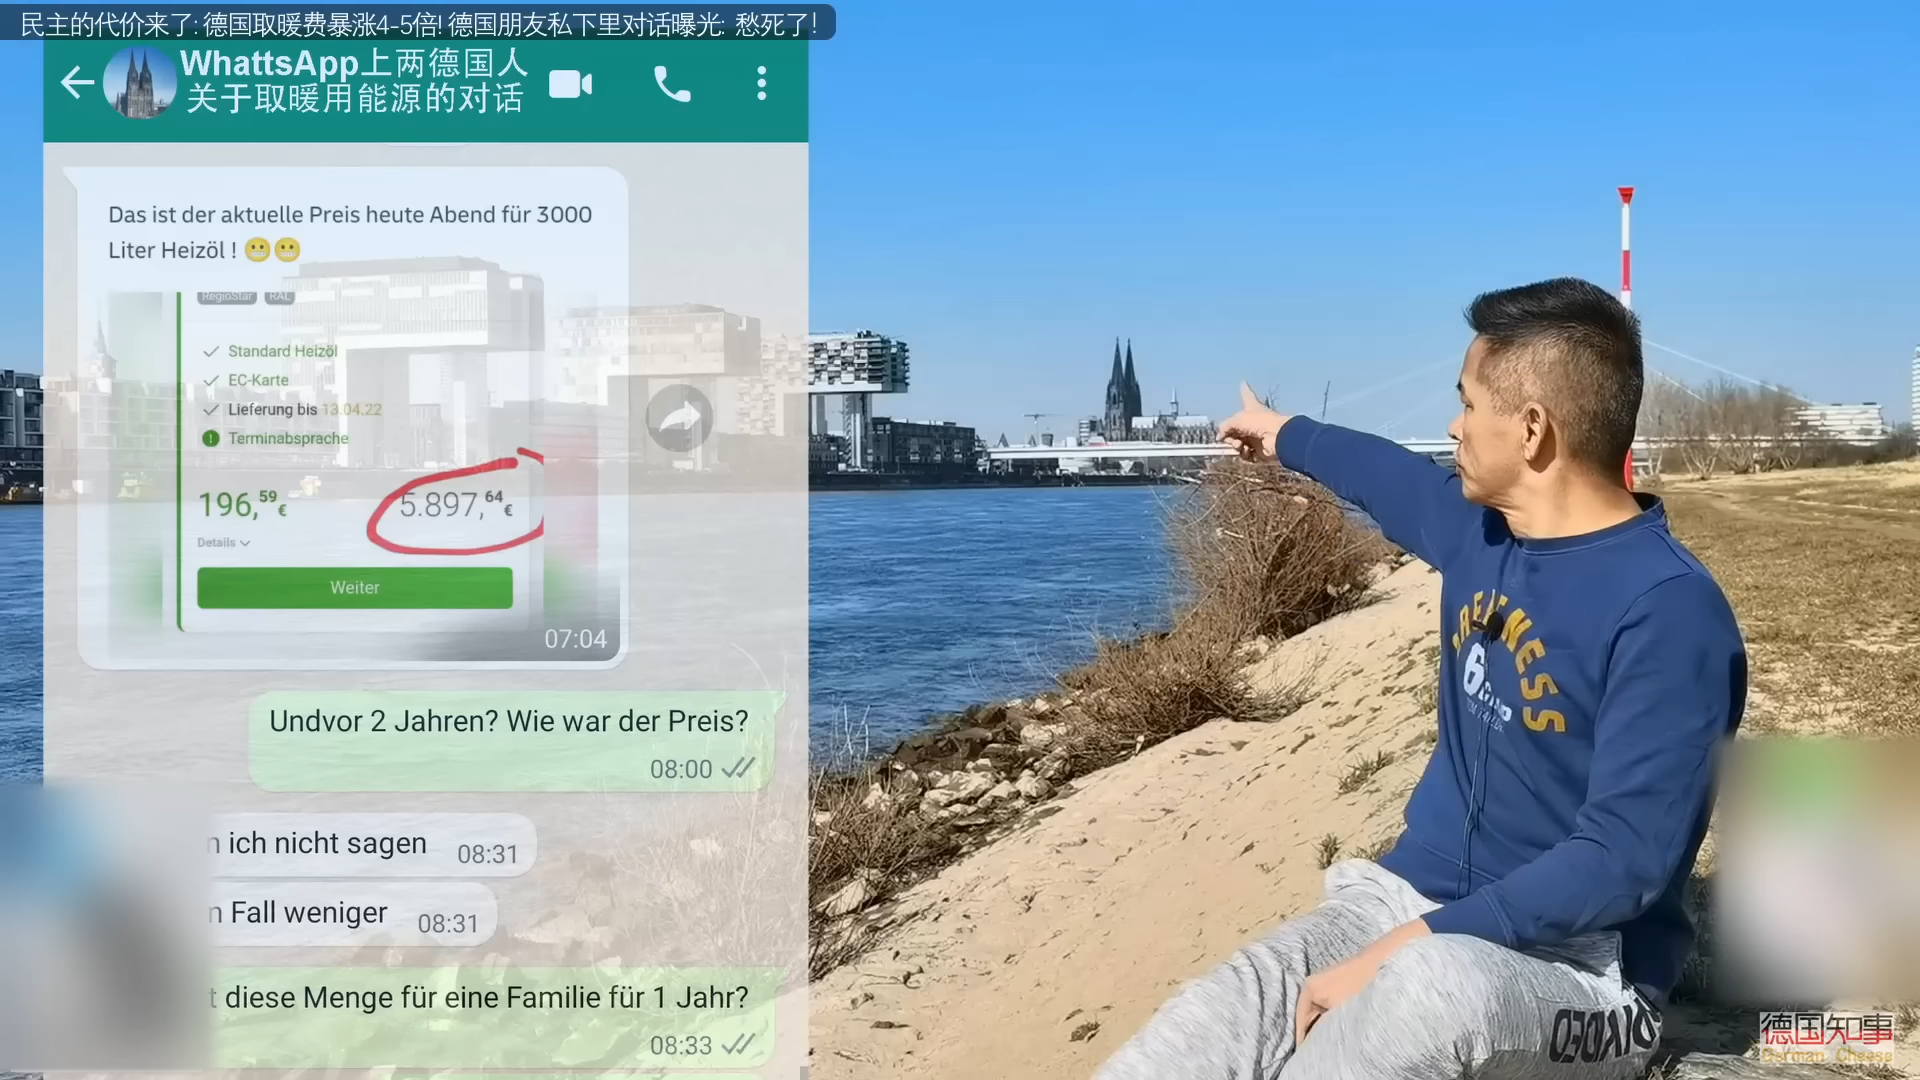 民主的代价来了: 德国取暖费暴涨4-5倍! 德国朋友私下里对话曝光: 愁死了!
WhattsApp上两德国人
关于取暖用能源的对话
Das ist der aktuelle Preis heute Abend für 3000
Liter Heizöl ! 😬😬
RegioStar RAL
Standard Heizöl
EC-Karte
Lieferung bis 13.04.22
Terminabsprache
196,59 € 5.897,64 €
Details
Weiter
07:04
Undvor 2 Jahren? Wie war der Preis?
08:00
n ich nicht sagen 08:31
n Fall weniger 08:31
t diese Menge für eine Familie für 1 Jahr?
08:33
德国知事
German Cheese